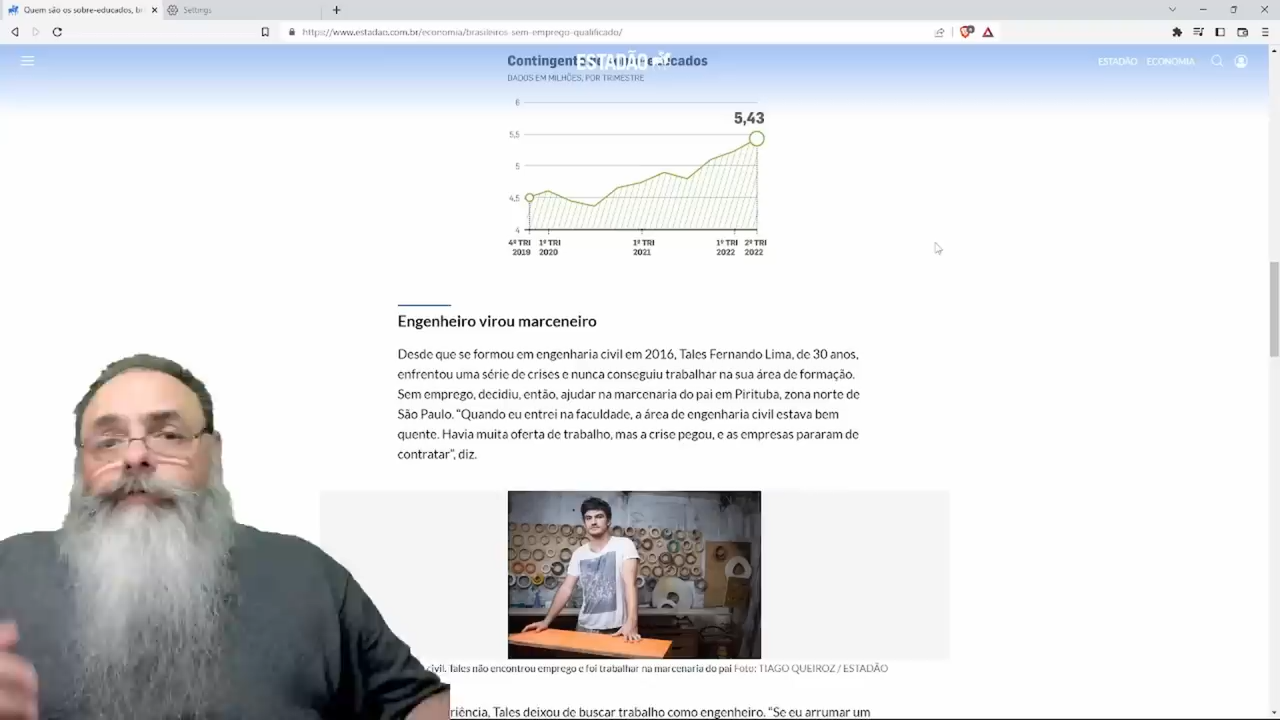 Quem são os sobre-educados, br
Settings
https://www.estadao.com.br/economia/brasileiros-sem-emprego-qualificado/
ESTADÃO
ESTADÃO ECONOMIA
DADOS EM MILHÕES, POR TRIMESTRE
6
5,43
5,5
5
4,5
4
4º TRI 1º TRI 1º TRI 1º TRI 2º TRI
2019 2020 2021 2022 2022
Engenheiro virou marceneiro
Desde que se formou em engenharia civil em 2016, Tales Fernando Lima, de 30 anos,
enfrentou uma série de crises e nunca conseguiu trabalhar na sua área de formação.
Sem emprego, decidiu, então, ajudar na marcenaria do pai em Pirituba, zona norte de
São Paulo. “Quando eu entrei na faculdade, a área de engenharia civil estava bem
quente. Havia muita oferta de trabalho, mas a crise pegou, e as empresas pararam de
contratar”, diz.
civil, Tales não encontrou emprego e foi trabalhar na marcenaria do pai Foto: TIAGO QUEIROZ / ESTADÃO
riência, Tales deixou de buscar trabalho como engenheiro. “Se eu arrumar um